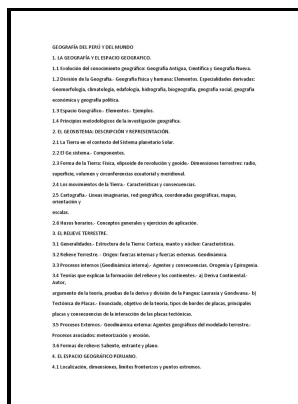 GEOGRAFÍA DEL PERÚ Y DEL MUNDO
1. LA GEOGRAFÍA Y EL ESPACIO GEOGRAFICO.
1.1 Evolución del conocimiento geográfico: Geografía Antigua, Científica y Geografía Nueva.
1.2 División de la Geografía.- Geografía física y humana: Elementos. Especialidades derivadas:
Geomorfología, climatología, edafología, hidrografía, biogeografía, geografía social, geografía
económica y geografía política.
1.3 Espacio Geográfico.- Elementos.- Ejemplos.
1.4 Principios metodológicos de la investigación geográfica.
2. EL GEOSISTEMA: DESCRIPCIÓN Y REPRESENTACIÓN.
2.1 La Tierra en el contexto del Sistema planetario Solar.
2.2 El Geosistema.- Componentes.
2.3 Forma de la Tierra: Física, elipsoide de revolución y geoide.- Dimensiones terrestres: radio,
superficie, volumen y circunferencias ecuatorial y meridional.
2.4 Los movimientos de la Tierra.- Características y consecuencias.
2.5 Cartografía.- Líneas imaginarias, red geográfica, coordenadas geográficas, mapas,
orientación y
escalas.
2.6 Husos horarios.- Conceptos generales y ejercicios de aplicación.
3. EL RELIEVE TERRESTRE.
3.1 Generalidades.- Estructura de la Tierra: Corteza, manto y núcleo: Características.
3.2 Relieve Terrestre. - Origen: fuerzas internas y fuerzas externas. Geodinámica.
3.3 Procesos internos (Geodinámica interna).- Agentes y consecuencias. Orogenia y Epirogenia.
3.4 Teorías que explican la formación del relieve y los continentes.- a) Deriva Continental.-
Autor,
argumento de la teoría, pruebas de la deriva y división de la Pangea: Laurasia y Gondwana.- b)
Tectónica de Placas.- Enunciado, objetivo de la teoría, tipos de bordes de placas, principales
placas y consecuencias de la interacción de las placas tectónicas.
3.5 Procesos Externos.- Geodinámica externa: Agentes geográficos del modelado terrestre.-
Procesos asociados: meteorización y erosión.
3.6 Formas de relieve: Saliente, entrante y plano.
4. EL ESPACIO GEOGRÁFICO PERUANO.
4.1 Localización, dimensiones, límites fronterizos y puntos extremos.